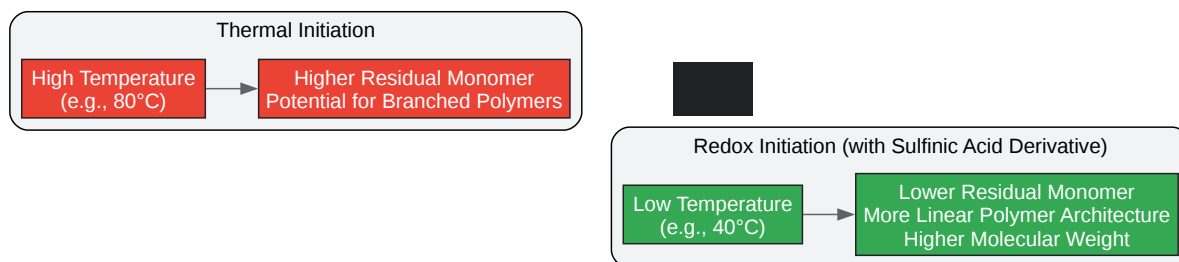 Thermal Initiation
High Temperature
(e.g., 80°C)
Higher Residual Monomer
Potential for Branched Polymers
Redox Initiation (with Sulfinic Acid Derivative)
Low Temperature
(e.g., 40°C)
Lower Residual Monomer
More Linear Polymer Architecture
Higher Molecular Weight